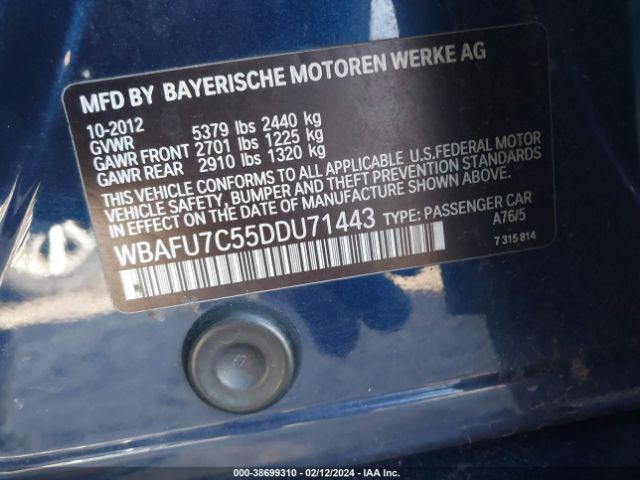 MFD BY BAYERISCHE MOTOREN WERKE AG
10-2012
GVWR 5379 lbs 2440 kg
GAWR FRONT 2701 lbs 1225 kg
GAWR REAR 2910 lbs 1320 kg
THIS VEHICLE CONFORMS TO ALL APPLICABLE U.S.FEDERAL MOTOR
VEHICLE SAFETY, BUMPER AND THEFT PREVENTION STANDARDS
IN EFFECT ON THE DATE OF MANUFACTURE SHOWN ABOVE.
WBAFU7C55DDU71443 TYPE: PASSENGER CAR
A76/5
7 315 814
000-38699310 - 02/12/2024 - IAA Inc.